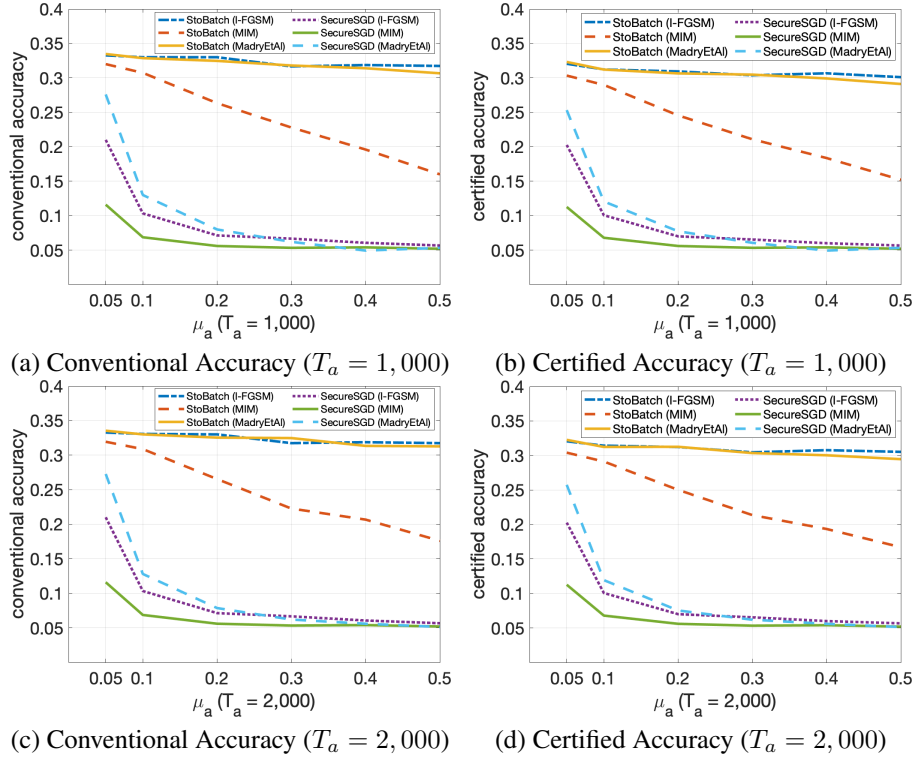 StoBatch (I-FGSM) SecureSGD (I-FGSM)
StoBatch (MIM) SecureSGD (MIM)
StoBatch (MadryEtAl) SecureSGD (MadryEtAl)
conventional accuracy
0.4
0.35
0.3
0.25
0.2
0.15
0.1
0.05
0.05 0.1 0.2 0.3 0.4 0.5
μa (Ta = 1,000)
(a) Conventional Accuracy (Ta = 1, 000)
StoBatch (I-FGSM) SecureSGD (I-FGSM)
StoBatch (MIM) SecureSGD (MIM)
StoBatch (MadryEtAl) SecureSGD (MadryEtAl)
certified accuracy
0.4
0.35
0.3
0.25
0.2
0.15
0.1
0.05
0.05 0.1 0.2 0.3 0.4 0.5
μa (Ta = 1,000)
(b) Certified Accuracy (Ta = 1, 000)
StoBatch (I-FGSM) SecureSGD (I-FGSM)
StoBatch (MIM) SecureSGD (MIM)
StoBatch (MadryEtAl) SecureSGD (MadryEtAl)
conventional accuracy
0.4
0.35
0.3
0.25
0.2
0.15
0.1
0.05
0.05 0.1 0.2 0.3 0.4 0.5
μa (Ta = 2,000)
(c) Conventional Accuracy (Ta = 2, 000)
StoBatch (I-FGSM) SecureSGD (I-FGSM)
StoBatch (MIM) SecureSGD (MIM)
StoBatch (MadryEtAl) SecureSGD (MadryEtAl)
certified accuracy
0.4
0.35
0.3
0.25
0.2
0.15
0.1
0.05
0.05 0.1 0.2 0.3 0.4 0.5
μa (Ta = 2,000)
(d) Certified Accuracy (Ta = 2, 000)